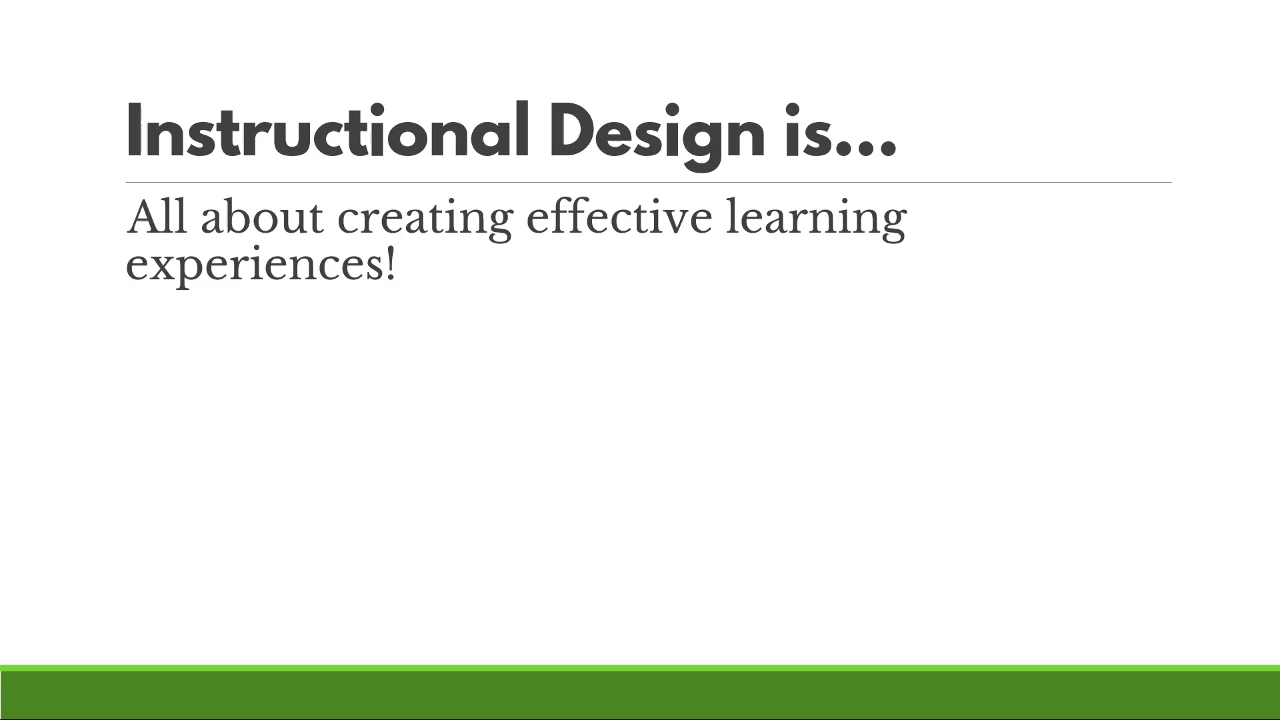 Instructional Design is...
All about creating effective learning
experiences!